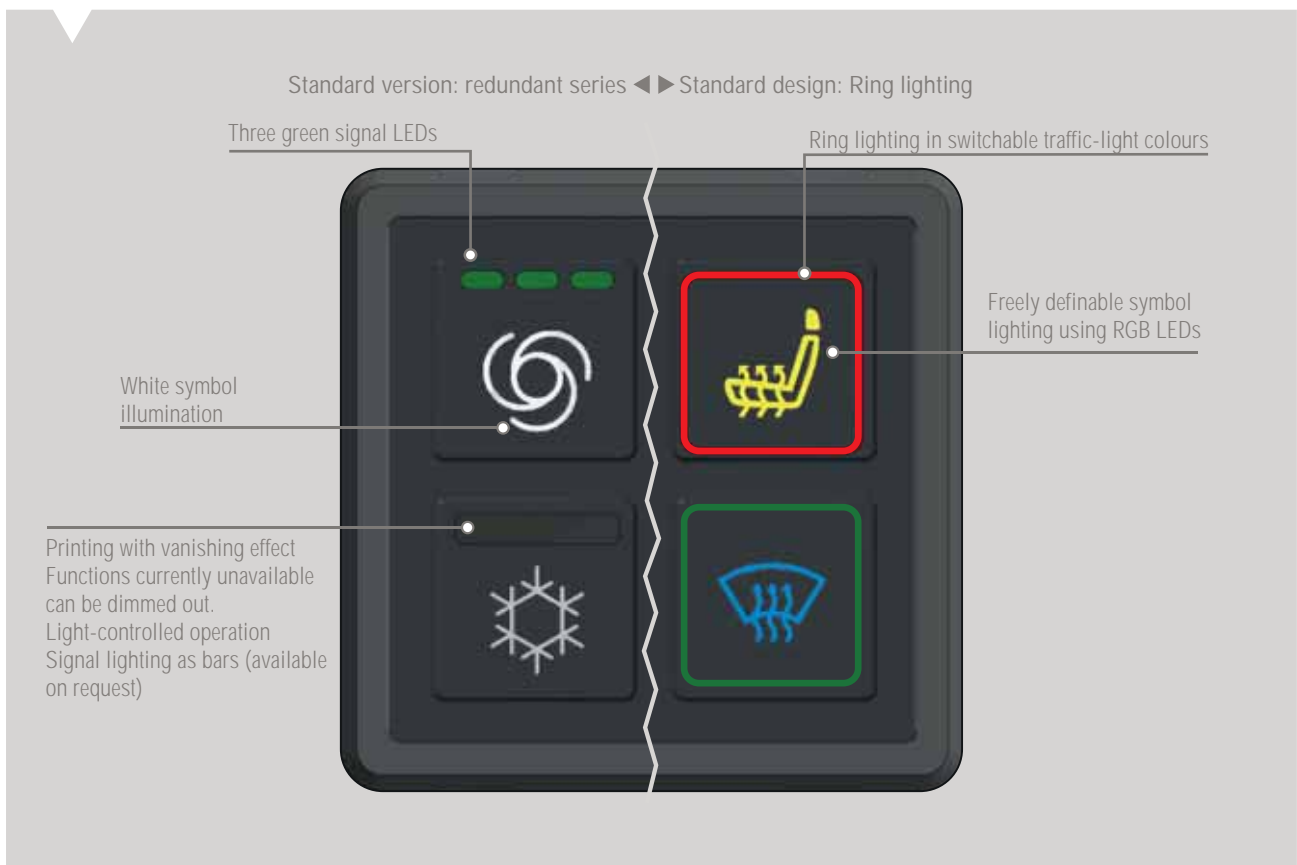 Standard version: redundant series ◀ ▶ Standard design: Ring lighting
Three green signal LEDs
Ring lighting in switchable traffic-light colours
Freely definable symbol
lighting using RGB LEDs
White symbol
illumination
Printing with vanishing effect
Functions currently unavailable
can be dimmed out.
Light-controlled operation
Signal lighting as bars (available
on request)